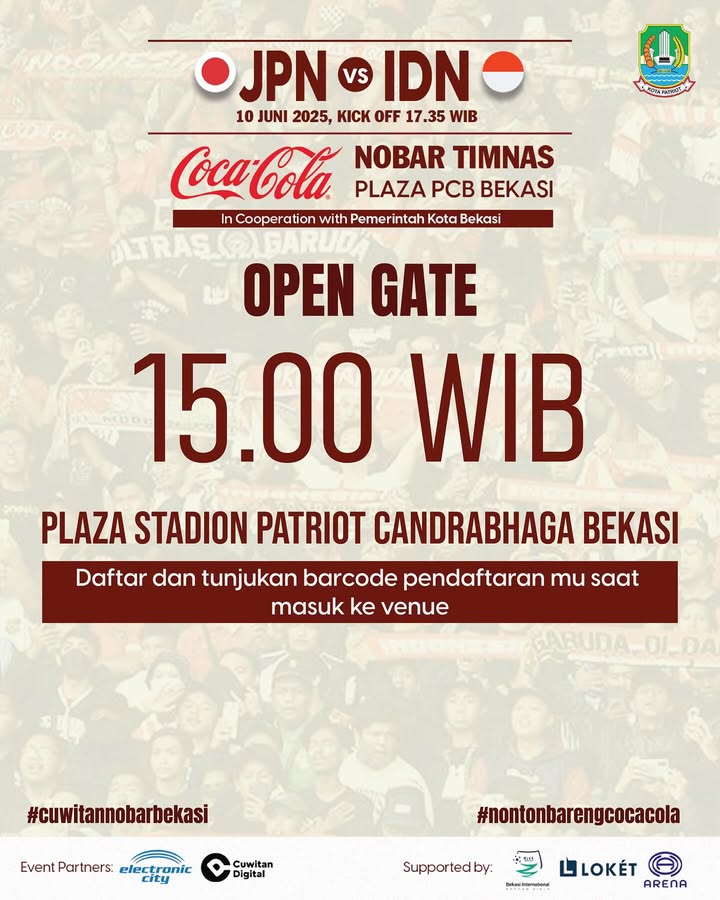 JPN VS IDN
10 JUNI 2025, KICK OFF 17.35 WIB
KOTA PATRIOT
Coca-Cola
NOBAR TIMNAS
PLAZA PCB BEKASI
In Cooperation with Pemerintah Kota Bekasi
ULTRAS GARUDA
OPEN GATE
15.00 WIB
PLAZA STADION PATRIOT CANDRABHAGA BEKASI
Daftar dan tunjukan barcode pendaftaran mu saat
masuk ke venue
#cuwitannobarbekasi
#nontonbarengcocacola
Event Partners:
electronic
city
Cuwitan
Digital
Supported by:
Bekasi International
LOKÉT
ARENA